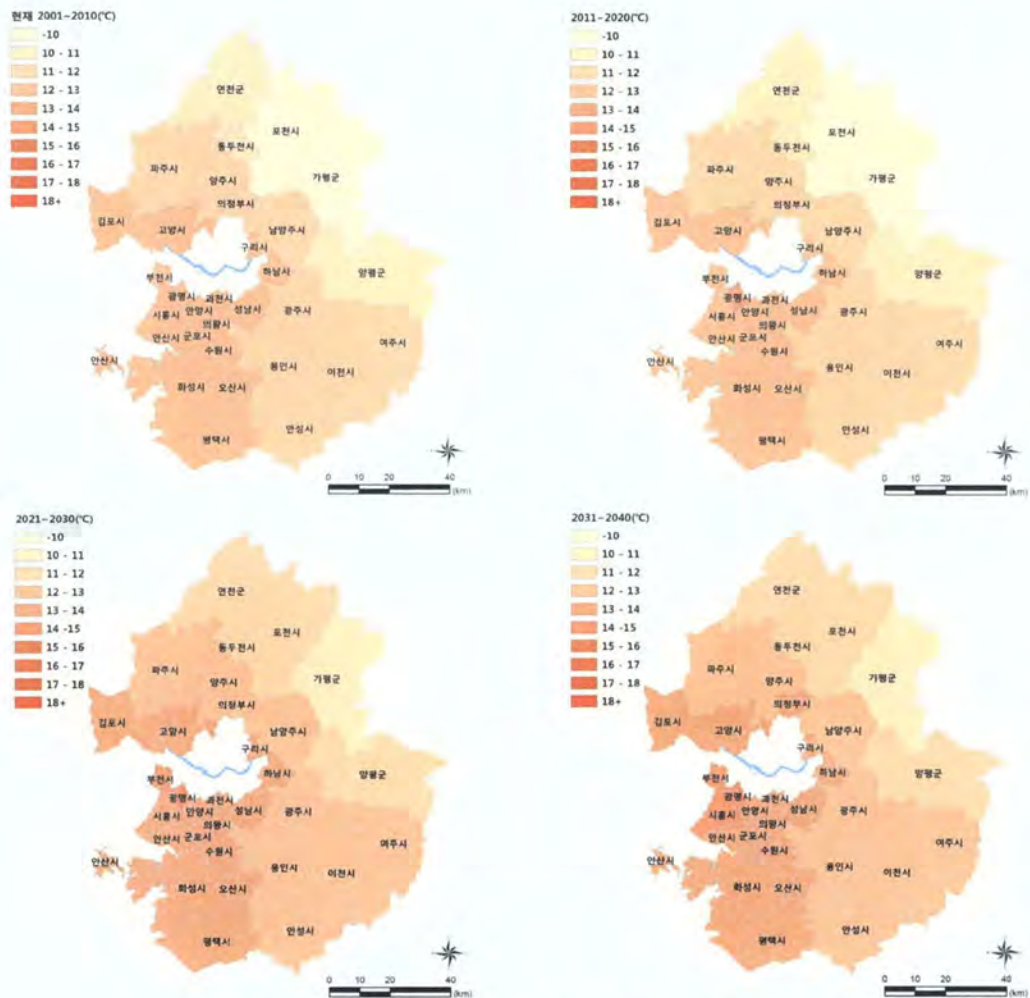 현재 2001~2010(℃)
-10
10 - 11
11 - 12
12 - 13
13 - 14
14 - 15
15 - 16
16 - 17
17 - 18
18+
연천군
포천시
동두천시
파주시
양주시
가평군
의정부시
김포시
고양시
남양주시
구리시
하남시
양평군
부천시
광명시 과천시
시흥시 안양시 성남시 광주시
의왕시
안산시 군포시
수원시
여주시
안산시
용인시 이천시
화성시 오산시
안성시
평택시
0 10 20 40
(km)
2011~2020(℃)
-10
10 - 11
11 - 12
12 - 13
13 - 14
14 -15
15 - 16
16 - 17
17 - 18
18+
연천군
포천시
동두천시
파주시
양주시
가평군
의정부시
김포시
고양시
남양주시
구리시
하남시
양평군
부천시
광명시 과천시
시흥시 안양시 성남시 광주시
의왕시
안산시 군포시
수원시
여주시
안산시
용인시 이천시
화성시 오산시
안성시
평택시
0 10 20 40
(km)
2021~2030(℃)
-10
10 - 11
11 - 12
12 - 13
13 - 14
14 -15
15 - 16
16 - 17
17 - 18
18+
연천군
포천시
동두천시
파주시
양주시
가평군
의정부시
김포시
고양시
남양주시
구리시
하남시
양평군
부천시
광명시 과천시
시흥시 안양시 성남시 광주시
의왕시
안산시 군포시
수원시
여주시
안산시
용인시 이천시
화성시 오산시
안성시
평택시
0 10 20 40
(km)
2031~2040(℃)
-10
10 - 11
11 - 12
12 - 13
13 - 14
14 -15
15 - 16
16 - 17
17 - 18
18+
연천군
포천시
동두천시
파주시
양주시
가평군
의정부시
김포시
고양시
남양주시
구리시
하남시
양평군
부천시
광명시 과천시
시흥시 안양시 성남시 광주시
의왕시
안산시 군포시
수원시
여주시
안산시
용인시 이천시
화성시 오산시
안성시
평택시
0 10 20 40
(km)